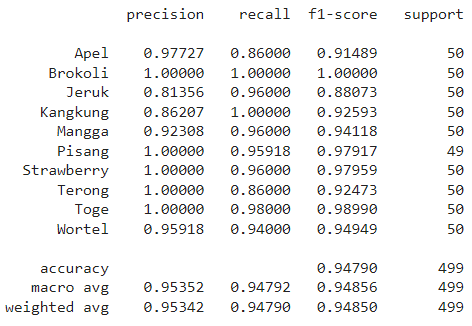 precision recall f1-score support
Apel 0.97727 0.86000 0.91489 50
Brokoli 1.00000 1.00000 1.00000 50
Jeruk 0.81356 0.96000 0.88073 50
Kangkung 0.86207 1.00000 0.92593 50
Mangga 0.92308 0.96000 0.94118 50
Pisang 1.00000 0.95918 0.97917 49
Strawberry 1.00000 0.96000 0.97959 50
Terong 1.00000 0.86000 0.92473 50
Toge 1.00000 0.98000 0.98990 50
Wortel 0.95918 0.94000 0.94949 50
accuracy 0.94790 499
macro avg 0.95352 0.94792 0.94856 499
weighted avg 0.95342 0.94790 0.94850 499